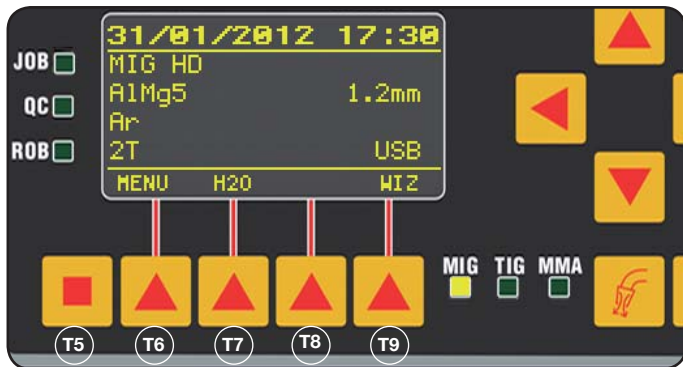 31/01/2012 17:30
JOB
MIG HD
AlMg5 1.2mm
QC
Ar
ROB
2T USB
MENU H2O WIZ
MIG TIG MMA
T5 T6 T7 T8 T9